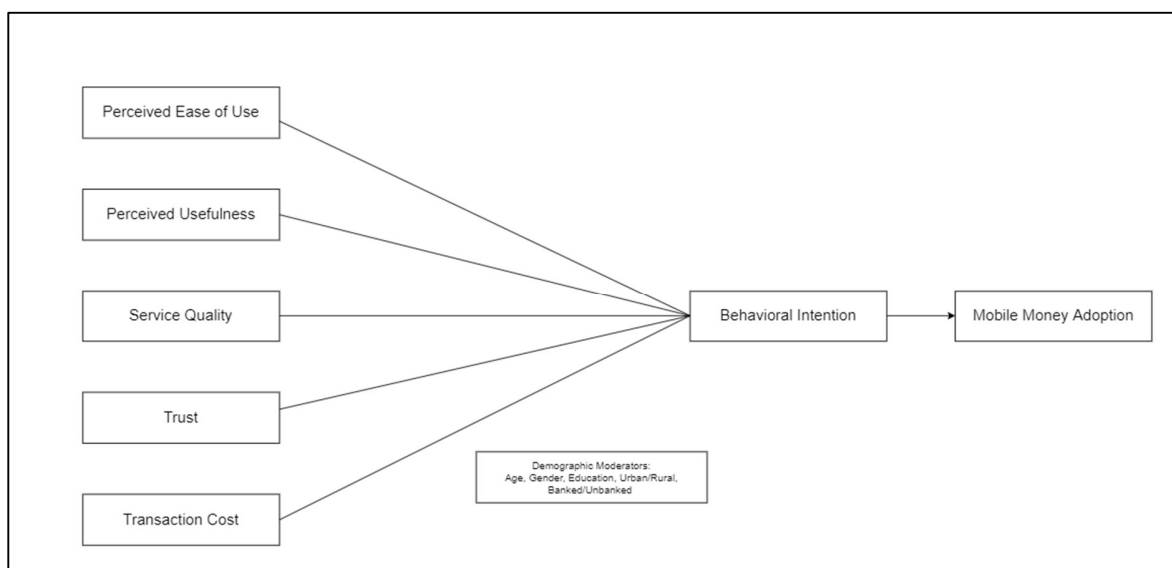 Perceived Ease of Use
Perceived Usefulness
Service Quality
Behavioral Intention
Mobile Money Adoption
Trust
Demographic Moderators:
Age, Gender, Education, Urban/Rural,
Banked/Unbanked
Transaction Cost